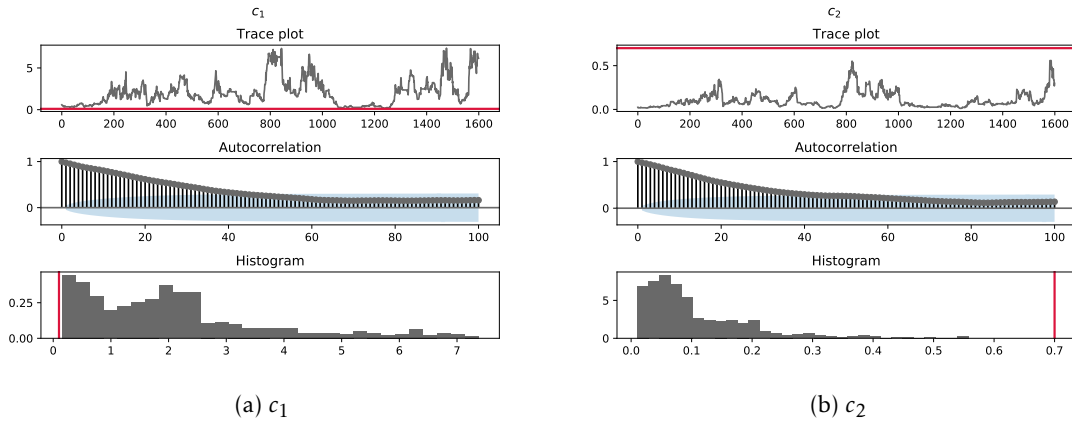 c₁
Trace plot
5
0
0 200 400 600 800 1000 1200 1400 1600
Autocorrelation
1
0
0 20 40 60 80 100
Histogram
0.25
0.00
0 1 2 3 4 5 6 7
(a) c₁
c₂
Trace plot
0.5
0.0
0 200 400 600 800 1000 1200 1400 1600
Autocorrelation
1
0
0 20 40 60 80 100
Histogram
5
0
0.0 0.1 0.2 0.3 0.4 0.5 0.6 0.7
(b) c₂